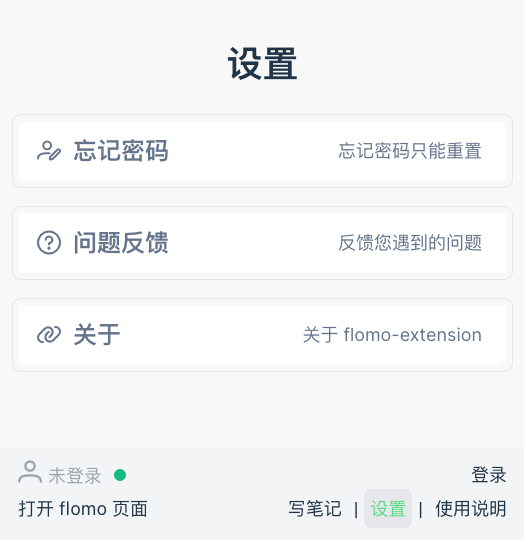 设置
忘记密码 忘记密码只能重置
问题反馈 反馈您遇到的问题
关于 关于 flomo-extension
未登录 登录
打开 flomo 页面 写笔记 | 设置 | 使用说明